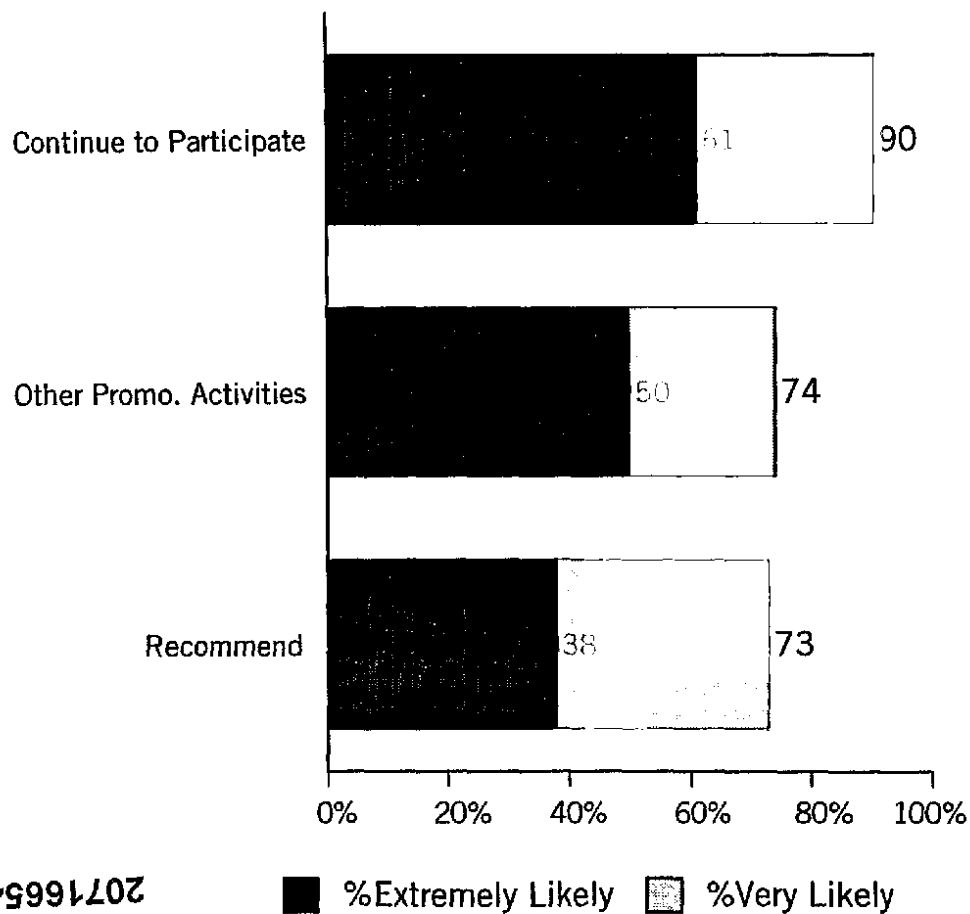 Continue to Participate 61 90
Other Promo. Activities 50 74
Recommend 38 73
0% 20% 40% 60% 80% 100%
%Extremely Likely %Very Likely